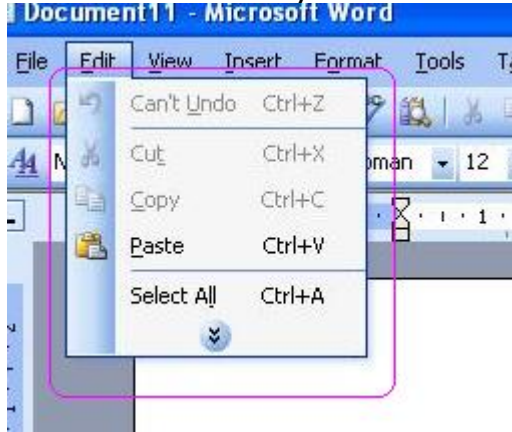 Document11 - Microsoft Word
File Edit View Insert Format Tools
Can't Undo Ctrl+Z
Cut Ctrl+X
Copy Ctrl+C
Paste Ctrl+V
Select All Ctrl+A
12
1